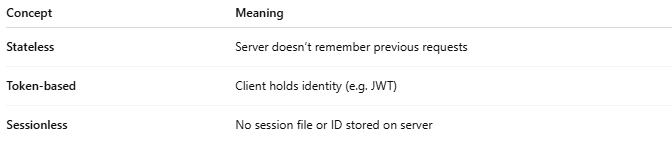 Concept Meaning
Stateless Server doesn’t remember previous requests
Token-based Client holds identity (e.g. JWT)
Sessionless No session file or ID stored on server